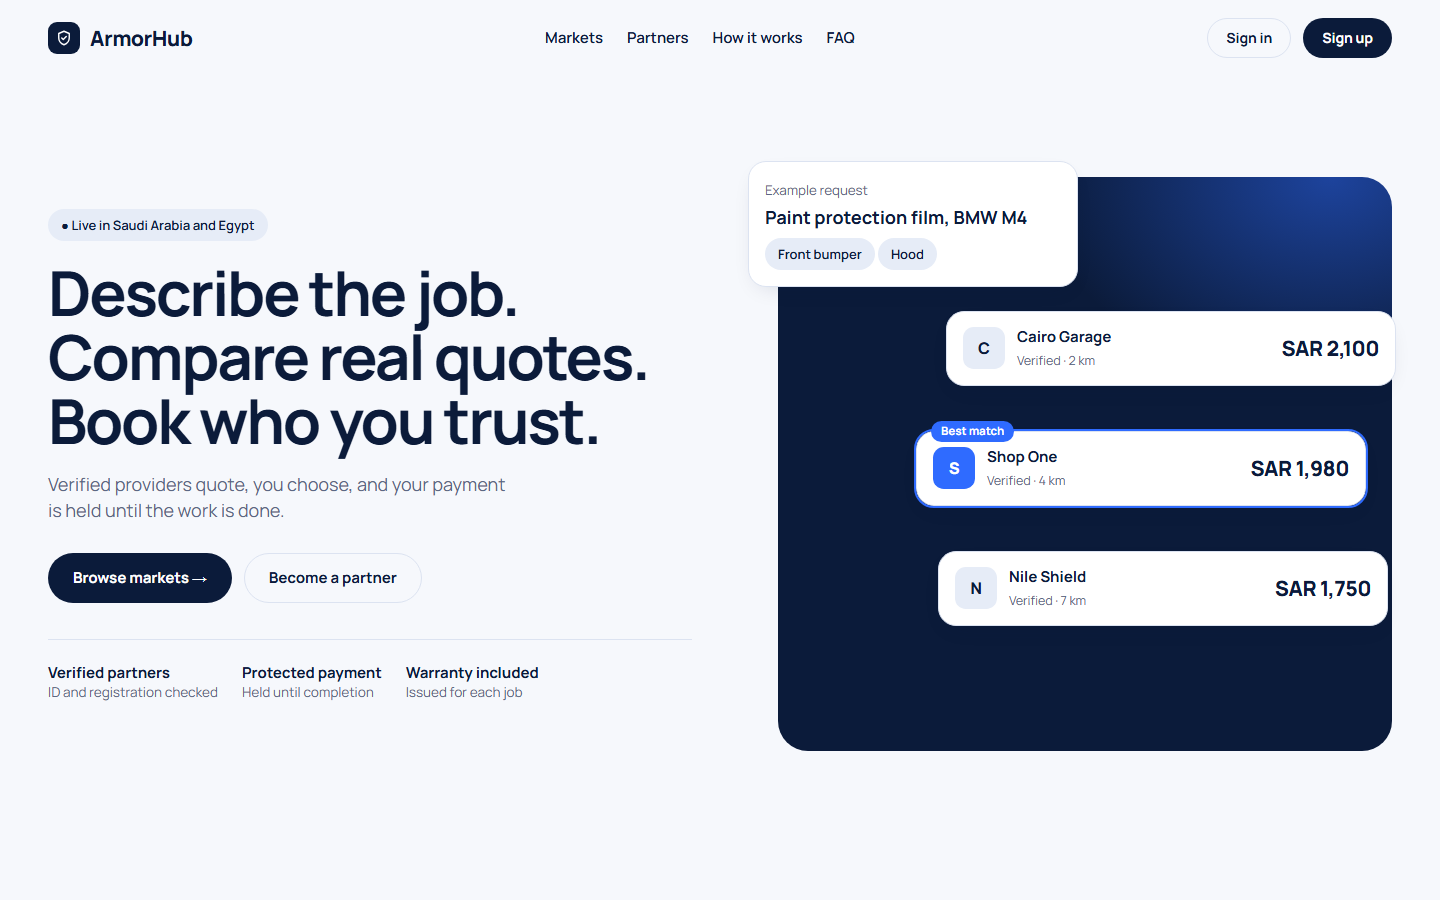 ArmorHub
Markets Partners How it works FAQ
Sign in Sign up
● Live in Saudi Arabia and Egypt
Describe the job.
Compare real quotes.
Book who you trust.
Verified providers quote, you choose, and your payment
is held until the work is done.
Browse markets →
Become a partner
Verified partners
ID and registration checked
Protected payment
Held until completion
Warranty included
Issued for each job
Example request
Paint protection film, BMW M4
Front bumper Hood
C
Cairo Garage
Verified · 2 km
SAR 2,100
Best match
S
Shop One
Verified · 4 km
SAR 1,980
N
Nile Shield
Verified · 7 km
SAR 1,750